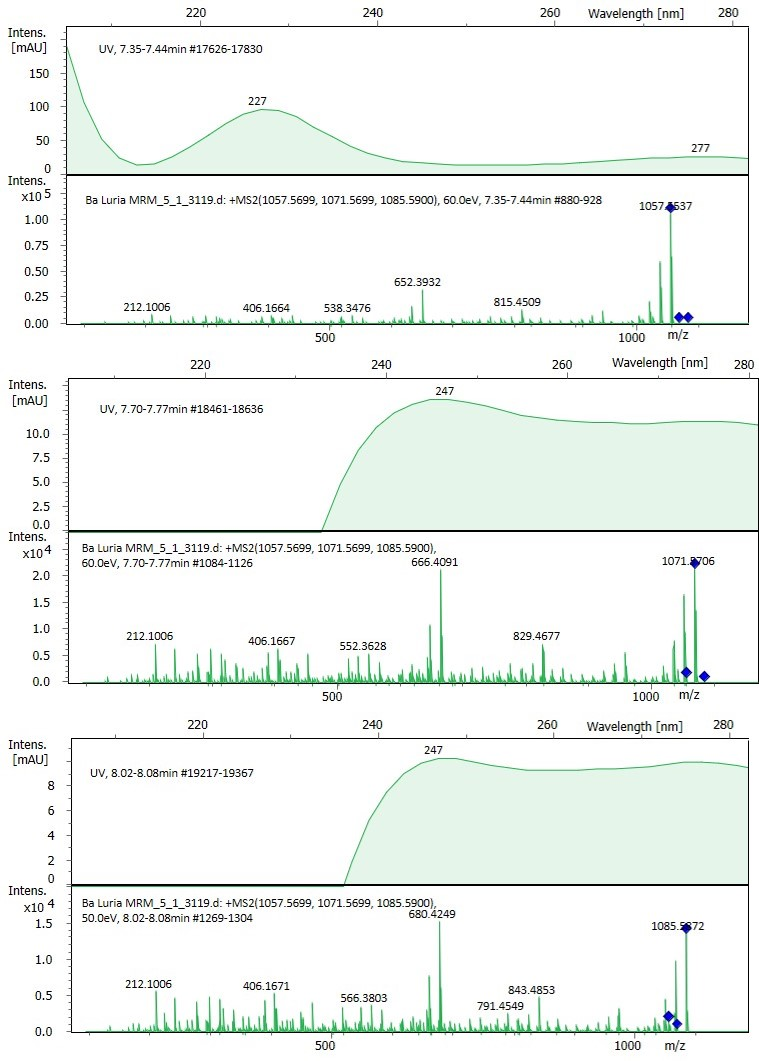 220 240 260 Wavelength [nm] 280
Intens.
[mAU]
UV, 7.35-7.44min #17626-17830
150
100
227
50
277
0
Intens.
x10 5
Ba Luria MRM_5_1_3119.d: +MS2(1057.5699, 1071.5699, 1085.5900), 60.0eV, 7.35-7.44min #880-928
1.00
0.75
0.50
0.25
0.00
212.1006
406.1664
538.3476
652.3932
815.4509
500 1000 m/z
220 240 260 Wavelength [nm] 280
Intens.
[mAU]
UV, 7.70-7.77min #18461-18636
247
10.0
7.5
5.0
2.5
0.0
Intens.
x10 4
Ba Luria MRM_5_1_3119.d: +MS2(1057.5699, 1071.5699, 1085.5900),
60.0eV, 7.70-7.77min #1084-1126
2.0
1.5
1.0
0.5
0.0
212.1006
406.1667
552.3628
666.4091
829.4677
500 1000 m/z
220 240 260 Wavelength [nm] 280
Intens.
[mAU]
UV, 8.02-8.08min #19217-19367
247
8
6
4
2
0
Intens.
x10 4
Ba Luria MRM_5_1_3119.d: +MS2(1057.5699, 1071.5699, 1085.5900),
50.0eV, 8.02-8.08min #1269-1304
1.5
1.0
0.5
0.0
212.1006
406.1671
566.3803
680.4249
791.4549
843.4853
500 1000 m/z